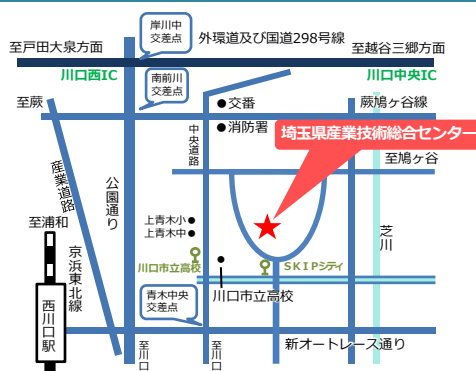 岸川中
交差点
外環道及び国道298号線
至戸田大泉方面
至越谷三郷方面
川口西IC
川口中央IC
南前川
交差点
至蕨
●交番
蕨鳩ヶ谷線
中央道路
●消防署
埼玉県産業技術総合センター
至鳩ヶ谷
産業道路
公園通り
上青木小●
上青木中●
至浦和
芝川
京浜東北線
川口市立高校
SKIPシティ
川口市立高校
青木中央
交差点
西川口駅
新オートレース通り
至川口
至川口